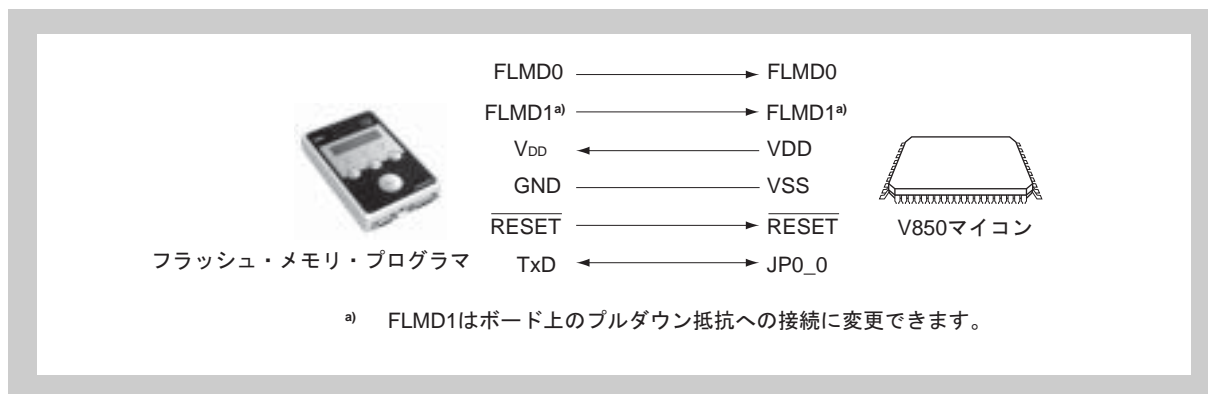 FLMD0 FLMD0
FLMD1a) FLMD1a)
VDD VDD
GND VSS
RESET RESET
V850マイコン
フラッシュ・メモリ・プログラマ TxD JP0_0
a) FLMD1はボード上のプルダウン抵抗への接続に変更できます。